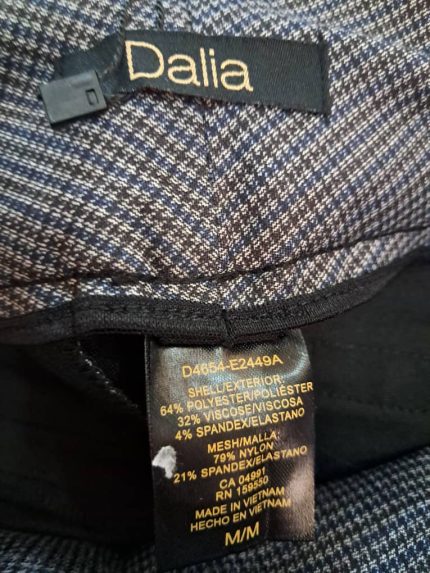 Dalia
D4654-E2449A
SHELL/EXTERIOR:
64% POLYESTER/POLIÉSTER
32% VISCOSE/VISCOSA
4% SPANDEX/ELASTANO
MESH/MALLA:
79% NYLON
21% SPANDEX/ELASTANO
CA 04991
RN 159550
MADE IN VIETNAM
HECHO EN VIETNAM
M/M